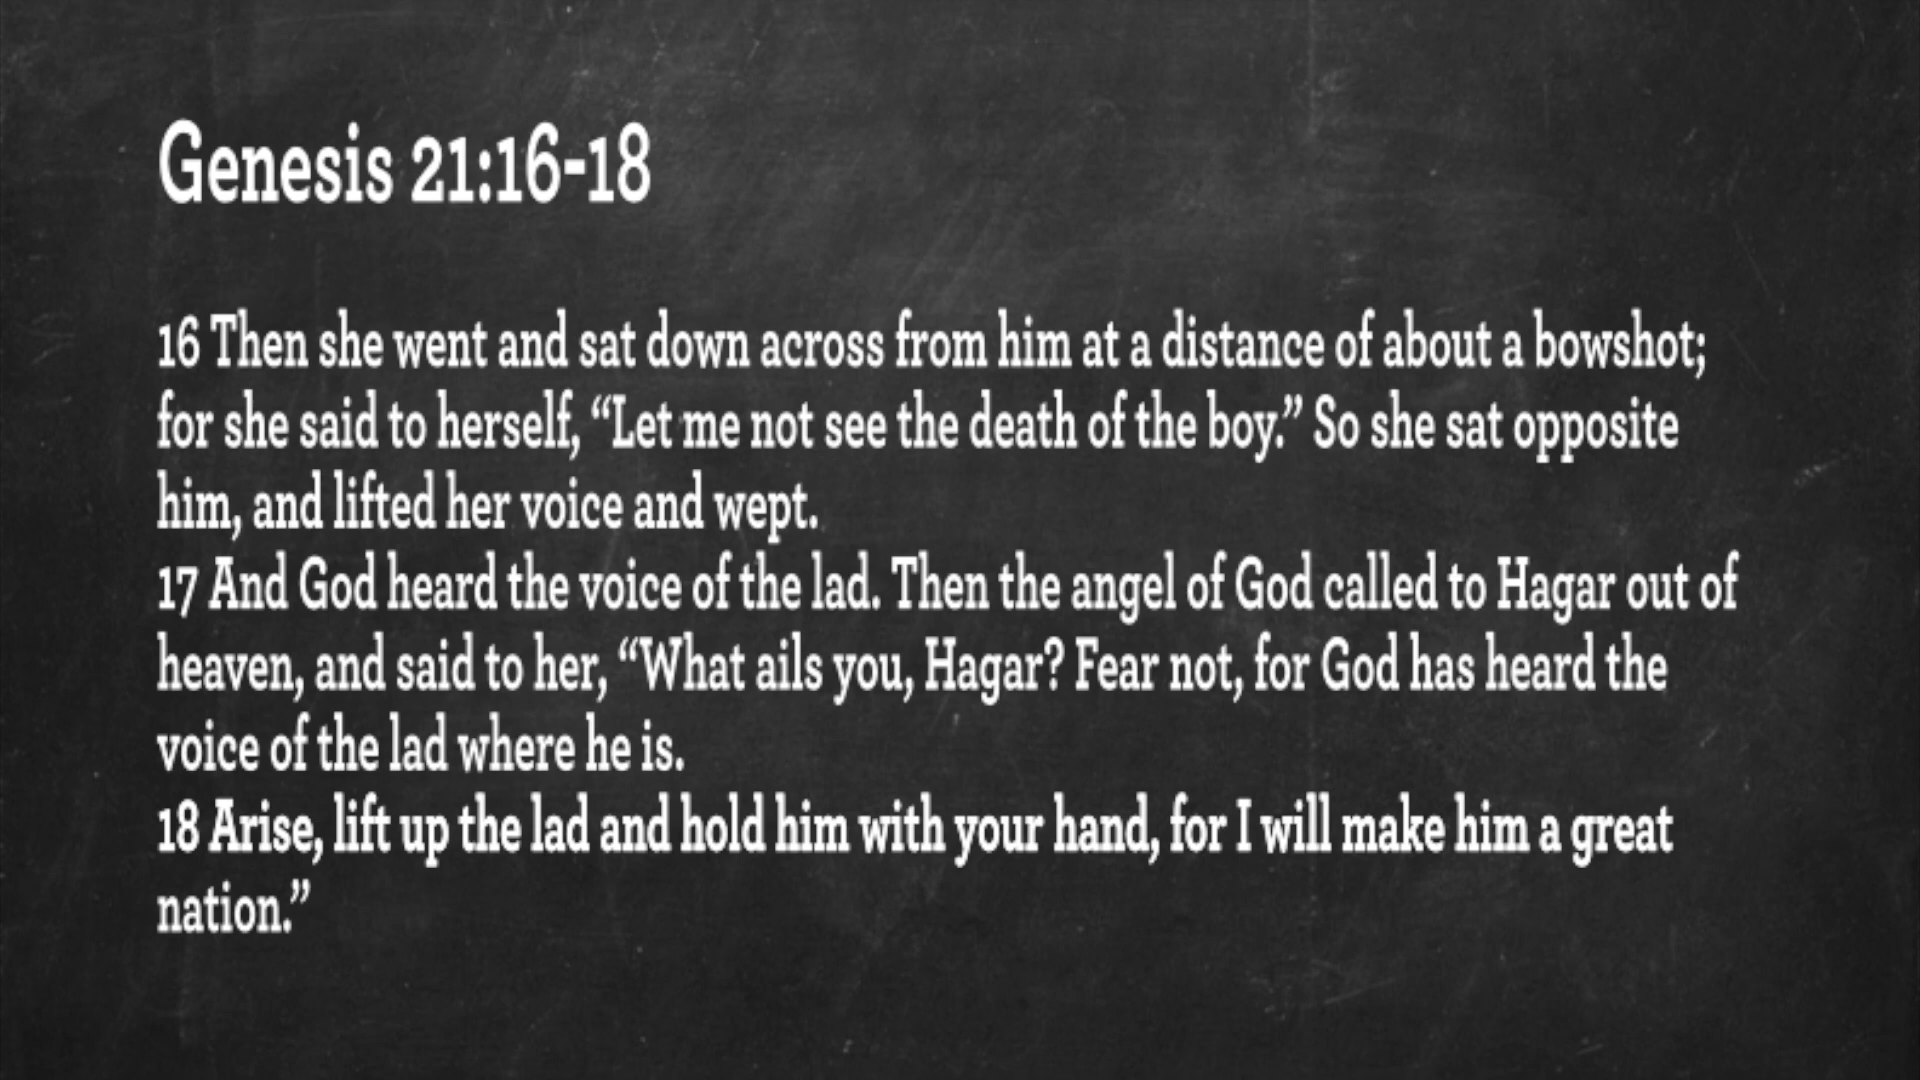 Genesis 21:16-18
16 Then she went and sat down across from him at a distance of about a bowshot;
for she said to herself, “Let me not see the death of the boy.” So she sat opposite
him, and lifted her voice and wept.
17 And God heard the voice of the lad. Then the angel of God called to Hagar out of
heaven, and said to her, “What ails you, Hagar? Fear not, for God has heard the
voice of the lad where he is.
18 Arise, lift up the lad and hold him with your hand, for I will make him a great
nation.”